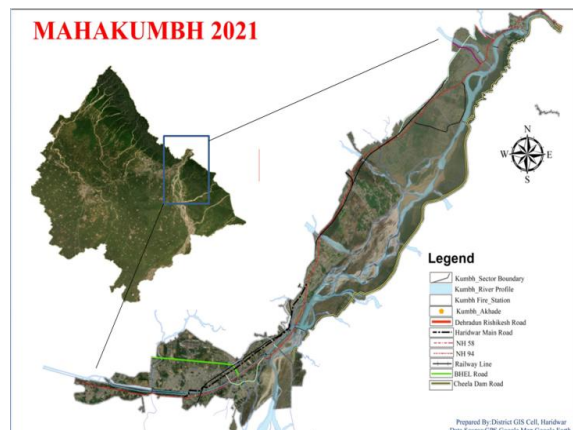 MAHAKUMBH 2021
N
W E
S
Legend
Kumbh_Sector Boundary
Kumbh_River Profile
Kumbh Fire_Station
Kumbh_Akhade
Dehradun Rishikesh Road
Haridwar Main Road
NH 58
NH 94
Railway Line
BHEL Road
Cheela Dam Road
Prepared By:District GIS Cell, Haridwar